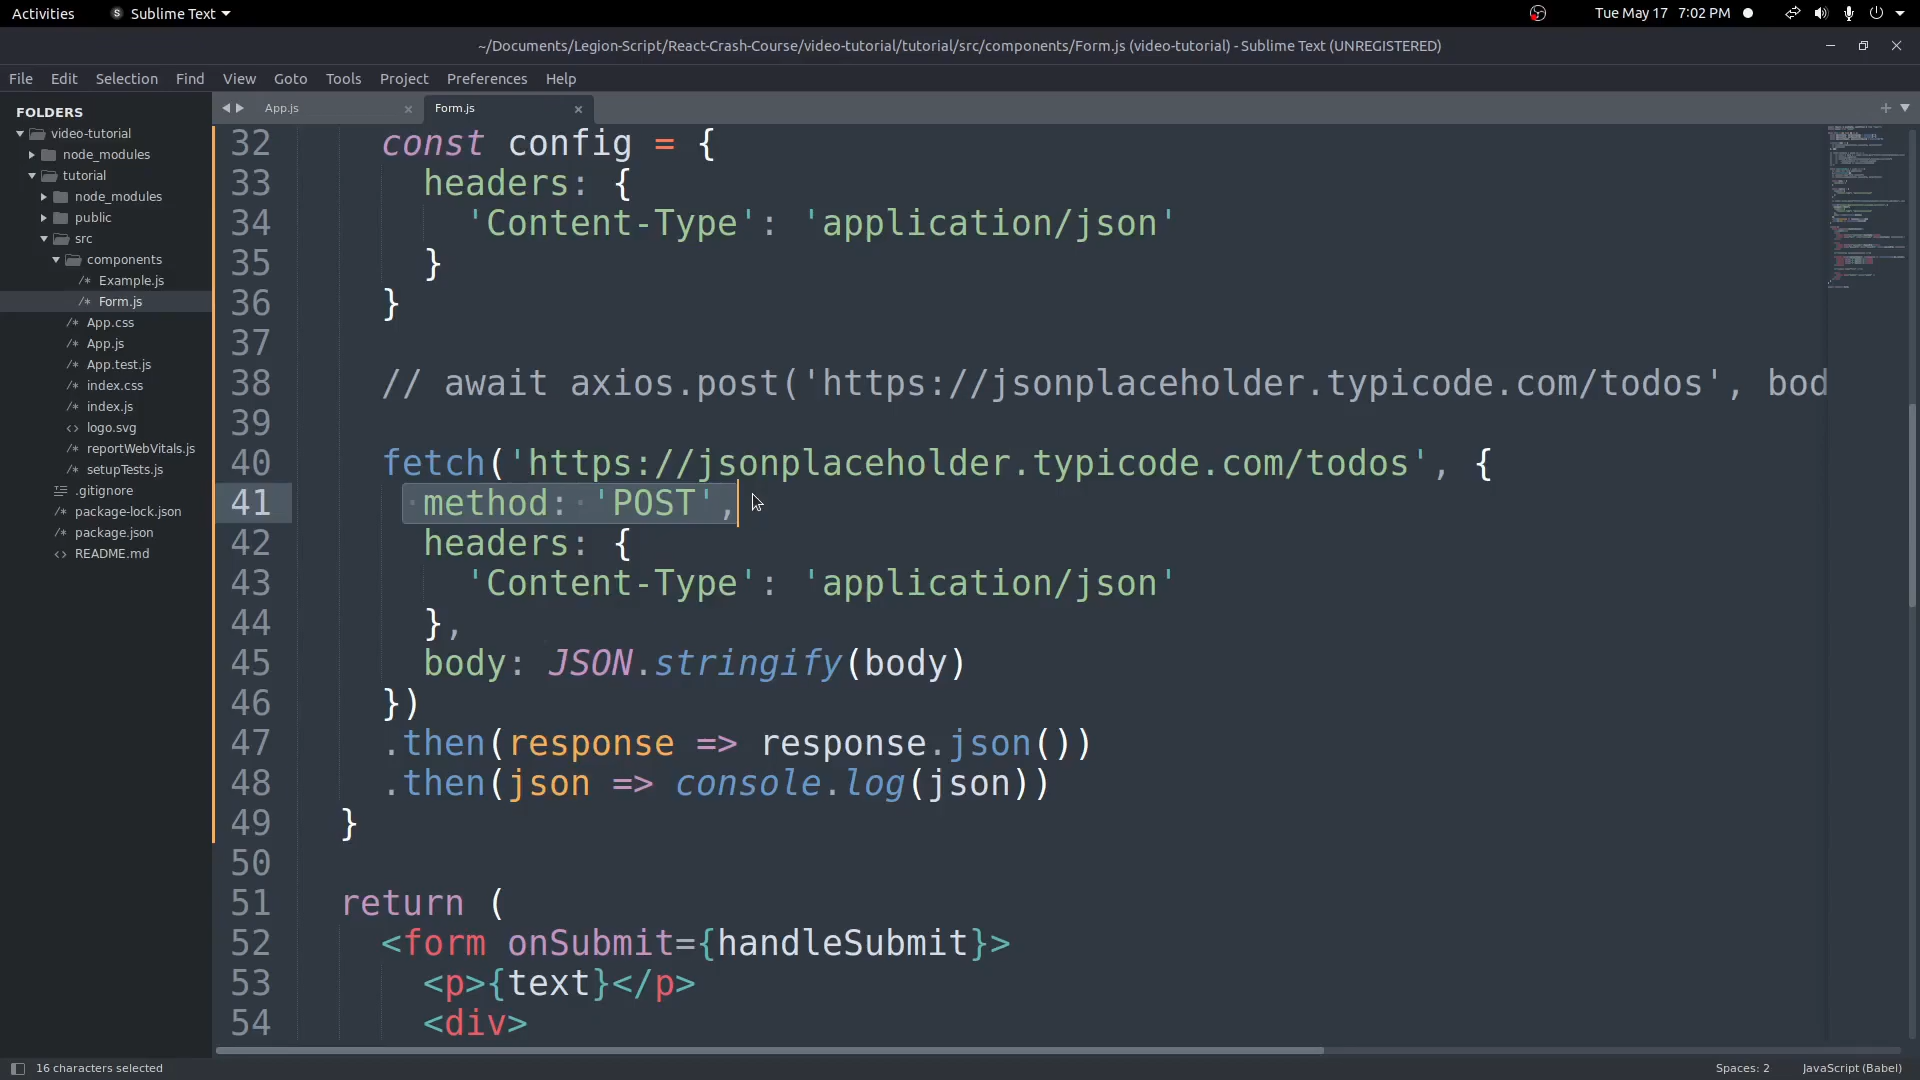 Activities
Sublime Text
Tue May 17 7:02 PM
~/Documents/Legion-Script/React-Crash-Course/video-tutorial/tutorial/src/components/Form.js (video-tutorial) - Sublime Text (UNREGISTERED)
File Edit Selection Find View Goto Tools Project Preferences Help
FOLDERS
video-tutorial
node_modules
tutorial
node_modules
public
src
components
/* Example.js
/* Form.js
/* App.css
/* App.js
/* App.test.js
/* index.css
/* index.js
<> logo.svg
/* reportWebVitals.js
/* setupTests.js
.gitignore
/* package-lock.json
/* package.json
<> README.md
App.js
Form.js
32 const config = {
33 headers: {
34 'Content-Type': 'application/json'
35 }
36 }
37
38 // await axios.post('https://jsonplaceholder.typicode.com/todos', bod
39
40 fetch('https://jsonplaceholder.typicode.com/todos', {
41 method: 'POST',
42 headers: {
43 'Content-Type': 'application/json'
44 },
45 body: JSON.stringify(body)
46 })
47 .then(response => response.json())
48 .then(json => console.log(json))
49 }
50
51 return (
52 <form onSubmit={handleSubmit}>
53 <p>{text}</p>
54 <div>
16 characters selected
Spaces: 2
JavaScript (Babel)